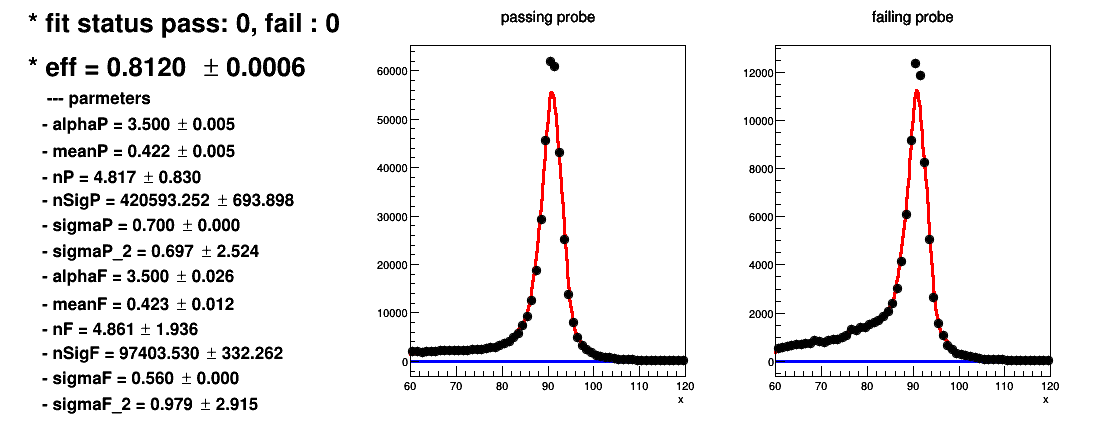 * fit status pass: 0, fail : 0
* eff = 0.8120 ± 0.0006
--- parmeters
- alphaP = 3.500 ± 0.005
- meanP = 0.422 ± 0.005
- nP = 4.817 ± 0.830
- nSigP = 420593.252 ± 693.898
- sigmaP = 0.700 ± 0.000
- sigmaP_2 = 0.697 ± 2.524
- alphaF = 3.500 ± 0.026
- meanF = 0.423 ± 0.012
- nF = 4.861 ± 1.936
- nSigF = 97403.530 ± 332.262
- sigmaF = 0.560 ± 0.000
- sigmaF_2 = 0.979 ± 2.915
passing probe
60000
50000
40000
30000
20000
10000
0
60 70 80 90 100 110 120
x
failing probe
12000
10000
8000
6000
4000
2000
0
60 70 80 90 100 110 120
x